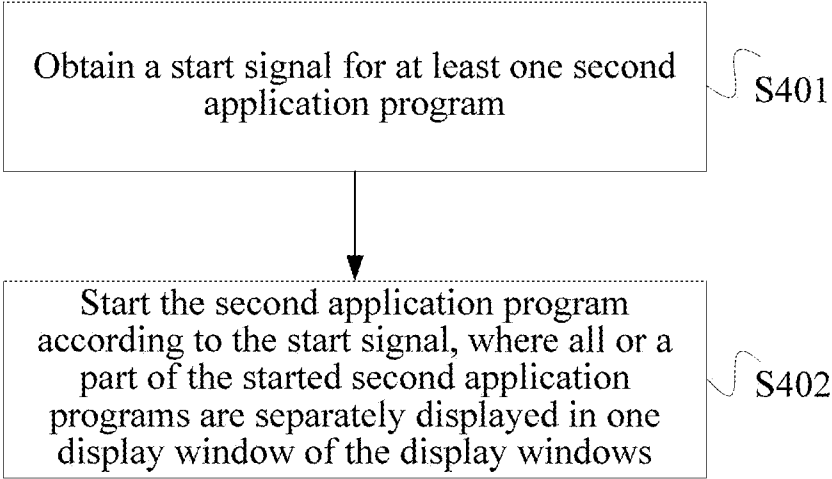 Obtain a start signal for at least one second
application program
S401
Start the second application program
according to the start signal, where all or a
part of the started second application
programs are separately displayed in one
display window of the display windows
S402